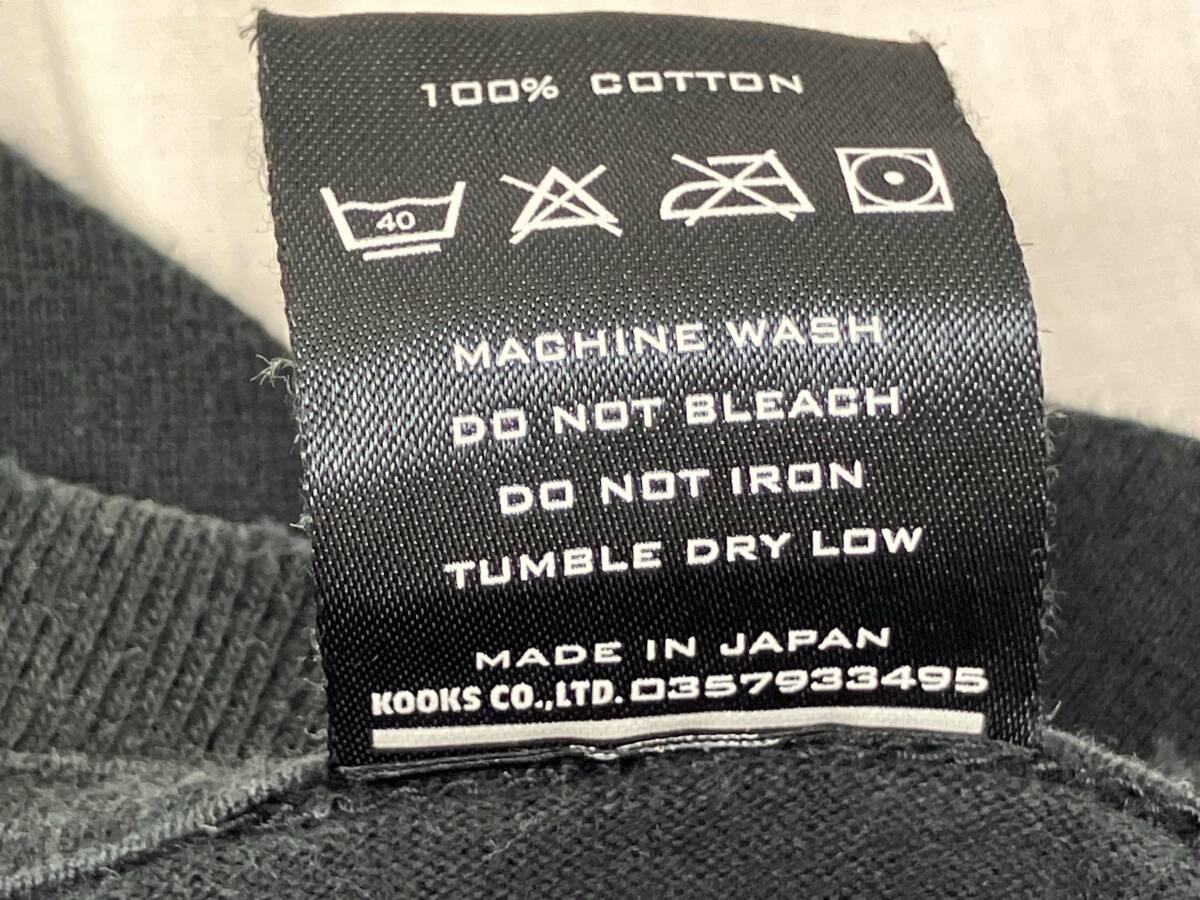 100% COTTON
40
MACHINE WASH
DO NOT BLEACH
DO NOT IRON
TUMBLE DRY LOW
MADE IN JAPAN
KOOKS CO.,LTD. 0357933495